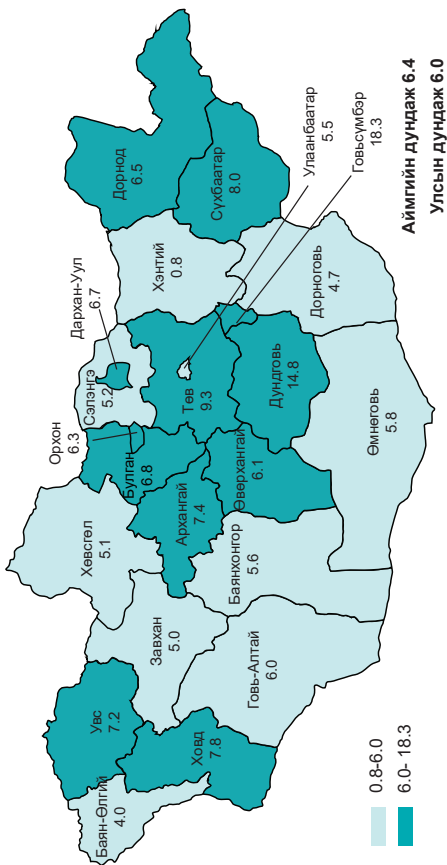 Баян-Өлгий
4.0
Увс
7.2
Ховд
7.8
Завхан
5.0
Говь-Алтай
6.0
Хөвсгөл
5.1
Баянхонгор
5.6
Архангай
7.4
Орхон
6.3
Булган
6.8
Өвөрхангай
6.1
Сэлэнгэ
5.2
Дархан-Уул
6.7
Төв
9.3
Дундговь
14.8
Өмнөговь
5.8
Хэнтий
0.8
Дорноговь
4.7
Дорнод
6.5
Сүхбаатар
8.0
Улаанбаатар
5.5
Говьсүмбэр
18.3
0.8-6.0
6.0- 18.3
Аймгийн дундаж 6.4
Улсын дундаж 6.0